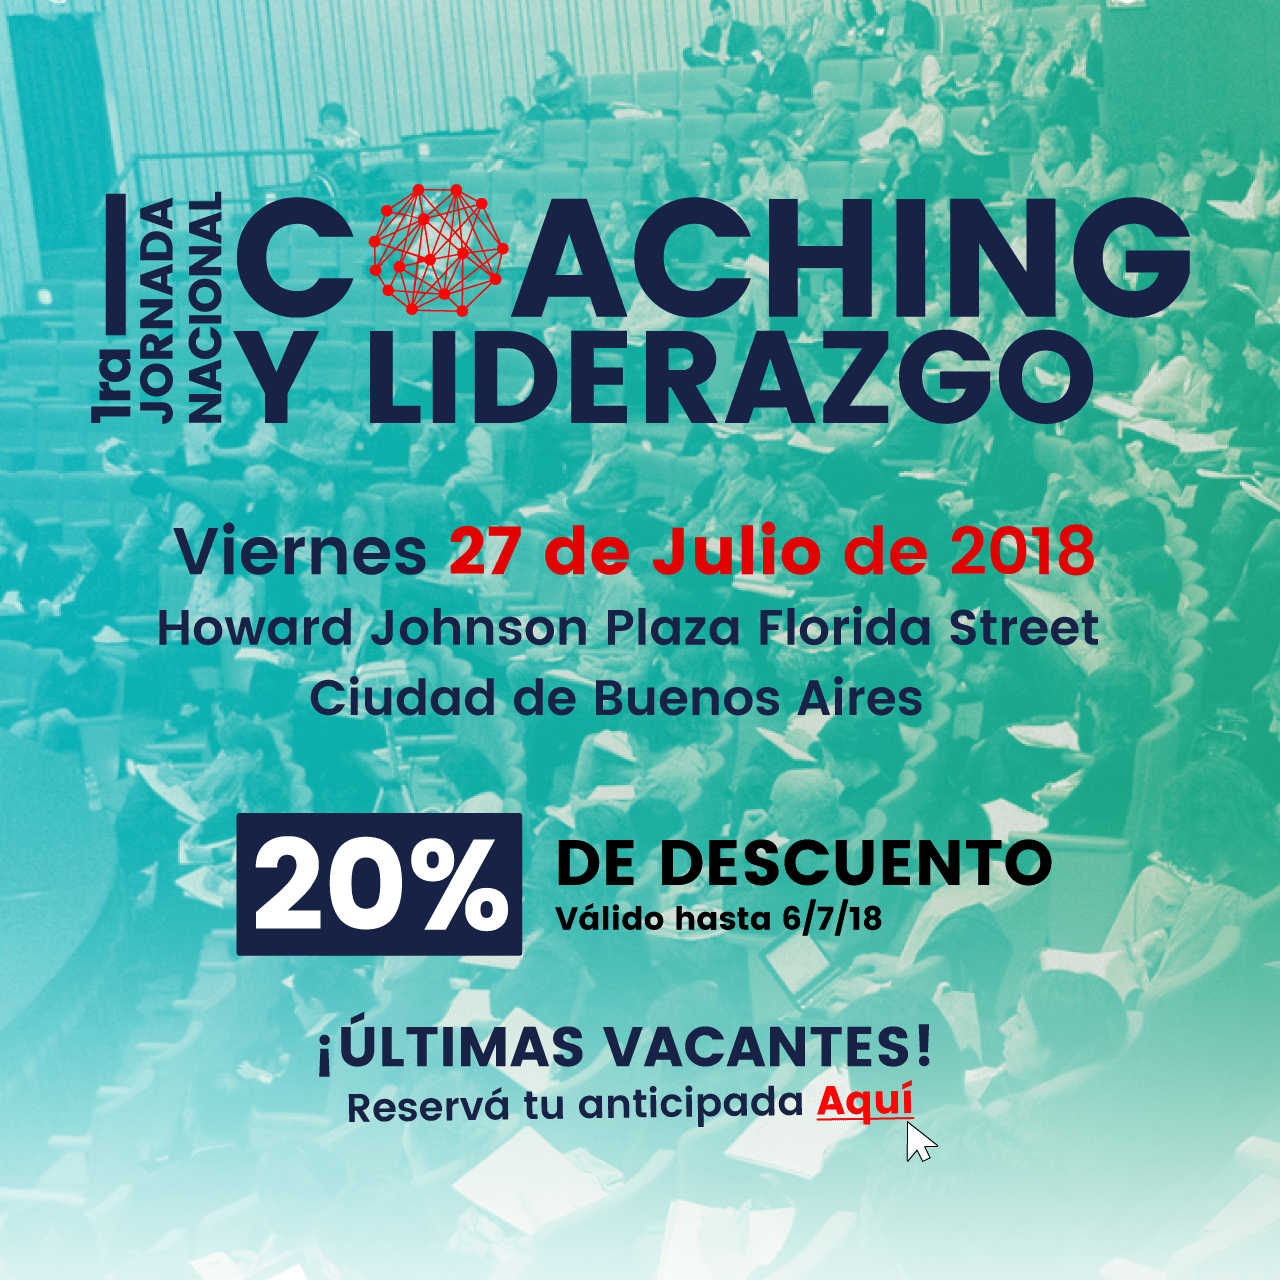 1ra
JORNADA
NACIONAL
COACHING
Y LIDERAZGO
Viernes 27 de Julio de 2018
Howard Johnson Plaza Florida Street
Ciudad de Buenos Aires
20%
DE DESCUENTO
Válido hasta 6/7/18
¡ÚLTIMAS VACANTES!
Reservá tu anticipada Aquí